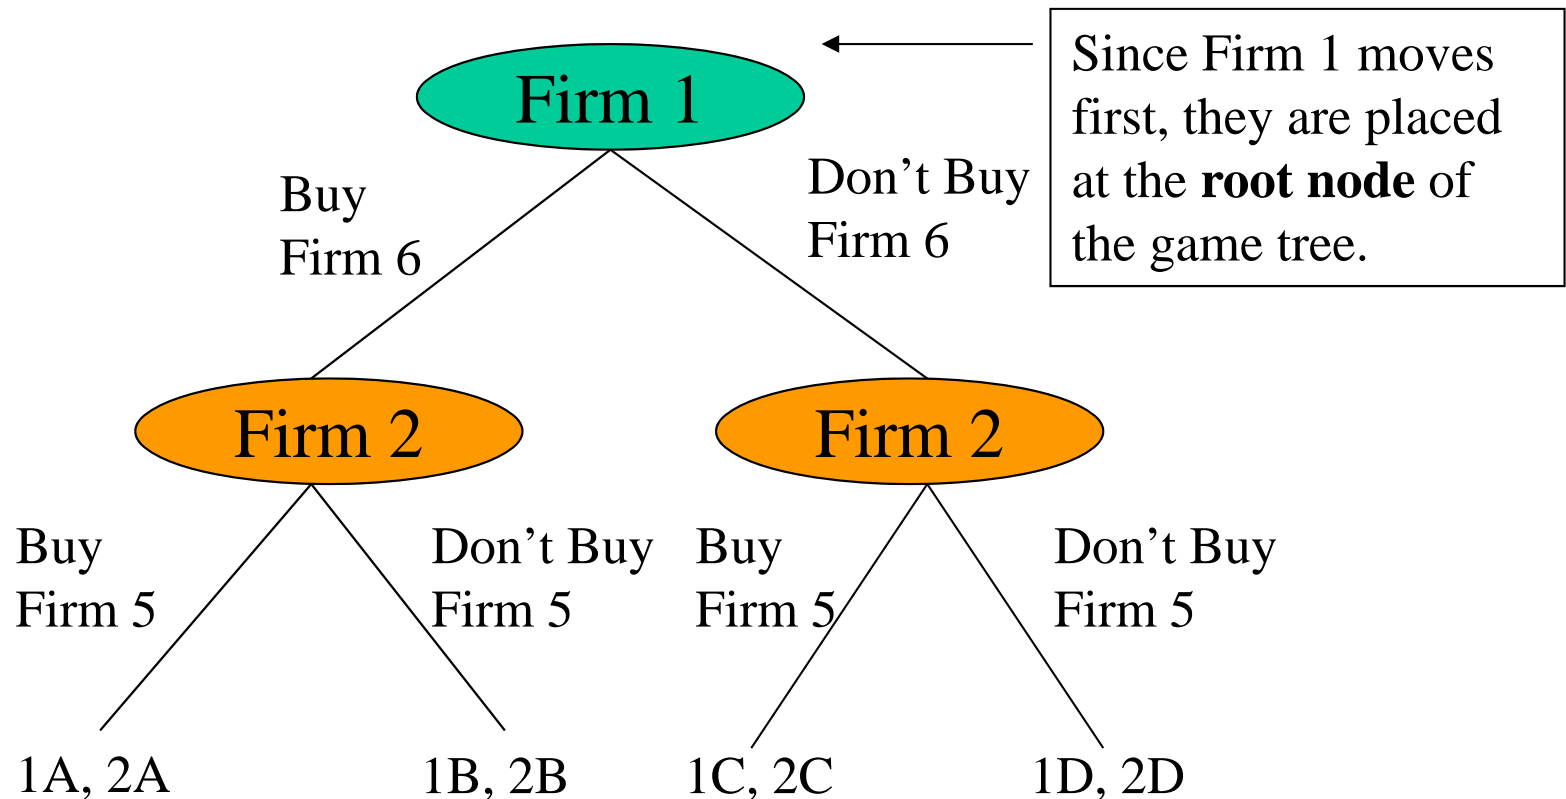 Firm 1
Since Firm 1 moves
first, they are placed
at the root node of
the game tree.
Buy
Firm 6
Don’t Buy
Firm 6
Firm 2
Firm 2
Buy
Firm 5
Don’t Buy
Firm 5
Buy
Firm 5
Don’t Buy
Firm 5
1A, 2A
1B, 2B
1C, 2C
1D, 2D